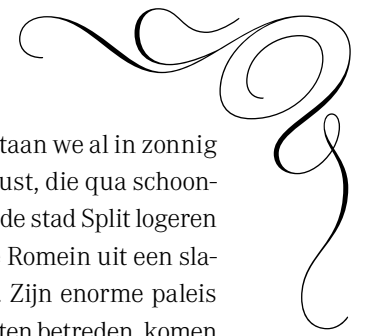 taan we al in zonnig
ust, die qua schoon-
de stad Split logeren
Romein uit een sla-
. Zijn enorme paleis
ten betreden, komen